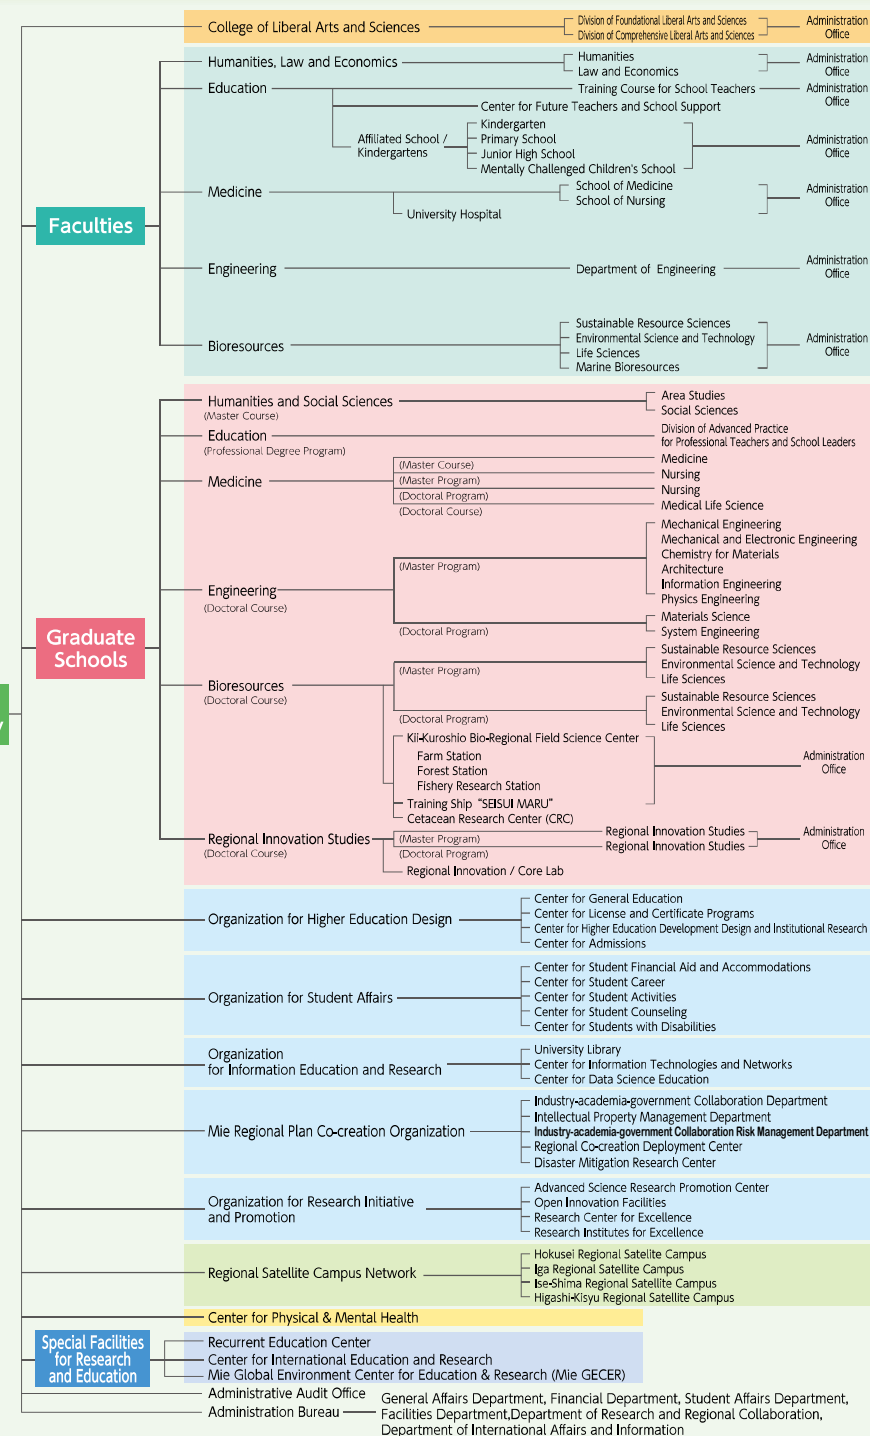 College of Liberal Arts and Sciences
Division of Foundational Liberal Arts and Sciences
Division of Comprehensive Liberal Arts and Sciences
Administration
Office
Faculties
Humanities, Law and Economics
Humanities
Law and Economics
Administration
Office
Education
Training Course for School Teachers
Administration
Office
Center for Future Teachers and School Support
Affiliated School /
Kindergartens
Kindergarten
Primary School
Junior High School
Mentally Challenged Children's School
Administration
Office
Medicine
School of Medicine
School of Nursing
University Hospital
Administration
Office
Engineering
Department of Engineering
Administration
Office
Bioresources
Sustainable Resource Sciences
Environmental Science and Technology
Life Sciences
Marine Bioresources
Administration
Office
Graduate
Schools
Humanities and Social Sciences
(Master Course)
Area Studies
Social Sciences
Education
(Professional Degree Program)
Division of Advanced Practice
for Professional Teachers and School Leaders
Medicine
(Master Course)
Medicine
(Master Program)
Nursing
(Doctoral Program)
Nursing
(Doctoral Course)
Medical Life Science
Engineering
(Doctoral Course)
(Master Program)
Mechanical Engineering
Mechanical and Electronic Engineering
Chemistry for Materials
Architecture
Information Engineering
Physics Engineering
(Doctoral Program)
Materials Science
System Engineering
Bioresources
(Doctoral Course)
(Master Program)
Sustainable Resource Sciences
Environmental Science and Technology
Life Sciences
(Doctoral Program)
Sustainable Resource Sciences
Environmental Science and Technology
Life Sciences
Kii-Kuroshio Bio-Regional Field Science Center
Farm Station
Forest Station
Fishery Research Station
Training Ship "SEISUI MARU"
Cetacean Research Center (CRC)
Administration
Office
Regional Innovation Studies
(Doctoral Course)
(Master Program)
Regional Innovation Studies
(Doctoral Program)
Regional Innovation Studies
Regional Innovation / Core Lab
Administration
Office
Organization for Higher Education Design
Center for General Education
Center for License and Certificate Programs
Center for Higher Education Development Design and Institutional Research
Center for Admissions
Organization for Student Affairs
Center for Student Financial Aid and Accommodations
Center for Student Career
Center for Student Activities
Center for Student Counseling
Center for Students with Disabilities
Organization
for Information Education and Research
University Library
Center for Information Technologies and Networks
Center for Data Science Education
Mie Regional Plan Co-creation Organization
Industry-academia-government Collaboration Department
Intellectual Property Management Department
Industry-academia-government Collaboration Risk Management Department
Regional Co-creation Deployment Center
Disaster Mitigation Research Center
Organization for Research Initiative
and Promotion
Advanced Science Research Promotion Center
Open Innovation Facilities
Research Center for Excellence
Research Institutes for Excellence
Regional Satellite Campus Network
Hokusei Regional Satelite Campus
Iga Regional Satellite Campus
Ise-Shima Regional Satellite Campus
Higashi-Kisyu Regional Satellite Campus
Center for Physical & Mental Health
Special Facilities
for Research
and Education
Recurrent Education Center
Center for International Education and Research
Mie Global Environment Center for Education & Research (Mie GECER)
Administrative Audit Office
Administration Bureau
General Affairs Department, Financial Department, Student Affairs Department,
Facilities Department,Department of Research and Regional Collaboration,
Department of International Affairs and Information